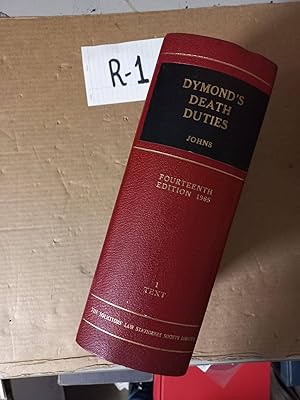 R-1
DYMOND'S
DEATH
DUTIES
JOHNS
FOURTEENTH
EDITION 1965
1
TEXT
THE SOLICITORS' LAW STATIONERY SOCIETY LIMITED